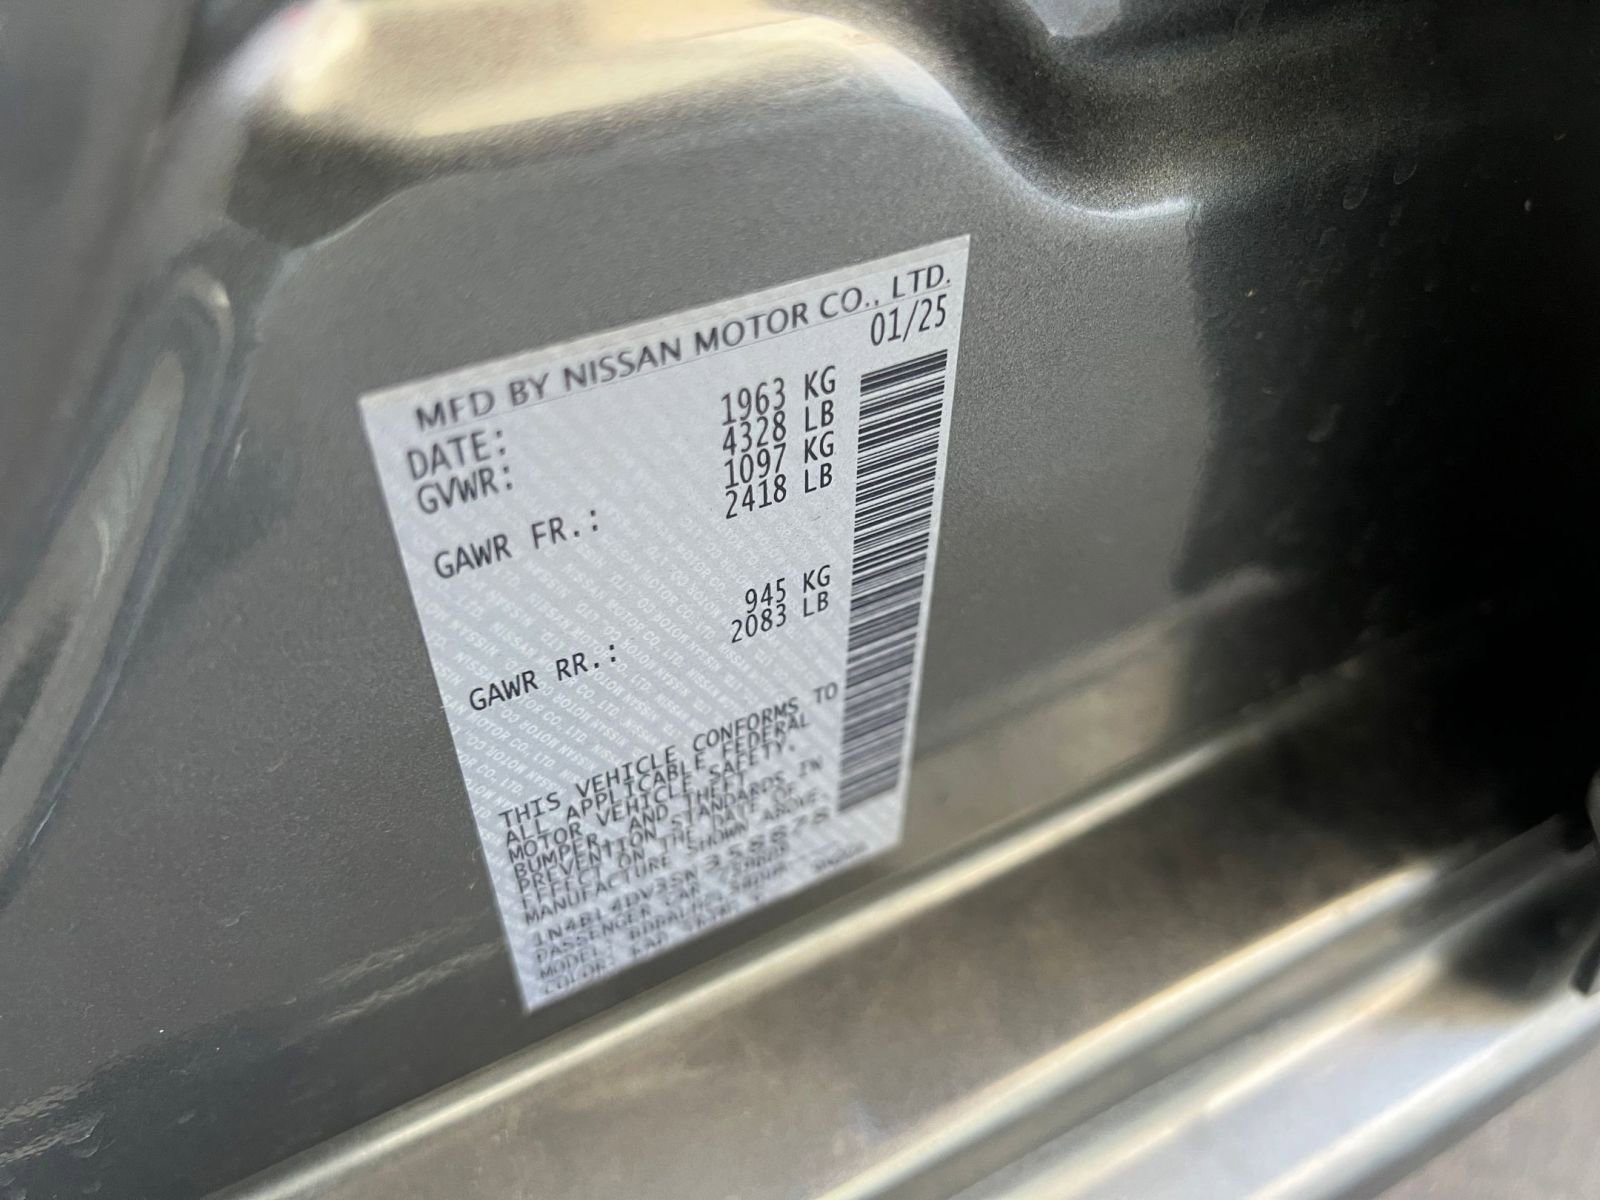 MFD BY NISSAN MOTOR CO., LTD.
DATE: 01/25
GVWR: 1963 KG
4328 LB
GAWR FR.: 1097 KG
2418 LB
GAWR RR.: 945 KG
2083 LB
THIS VEHICLE CONFORMS TO
ALL APPLICABLE FEDERAL
MOTOR VEHICLE SAFETY,
BUMPER, AND THEFT
PREVENTION STANDARDS IN
EFFECT ON THE DATE OF
MANUFACTURE SHOWN ABOVE.
PASSENGER CAR
MODEL:
COLOR: